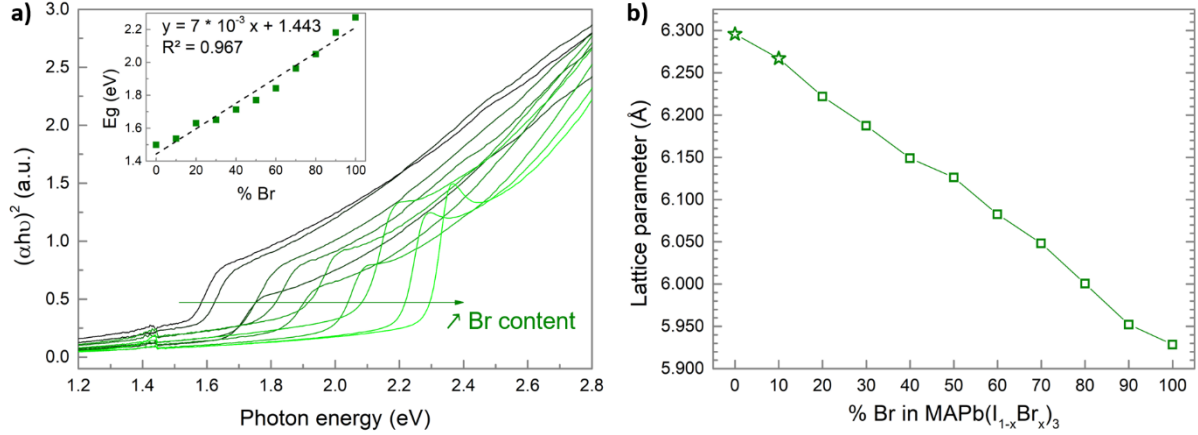 a)
y = 7 * 10⁻³ x + 1.443
R² = 0.967
Eg (eV)
2.2
2.0
1.8
1.6
1.4
0 20 40 60 80 100
% Br
(αhυ)² (a.u.)
3.0
2.5
2.0
1.5
1.0
0.5
0.0
↗ Br content
1.2 1.4 1.6 1.8 2.0 2.2 2.4 2.6 2.8
Photon energy (eV)
b)
Lattice parameter (Å)
6.300
6.250
6.200
6.150
6.100
6.050
6.000
5.950
5.900
0 10 20 30 40 50 60 70 80 90 100
% Br in MAPb(I₁₋ₓBrₓ)₃